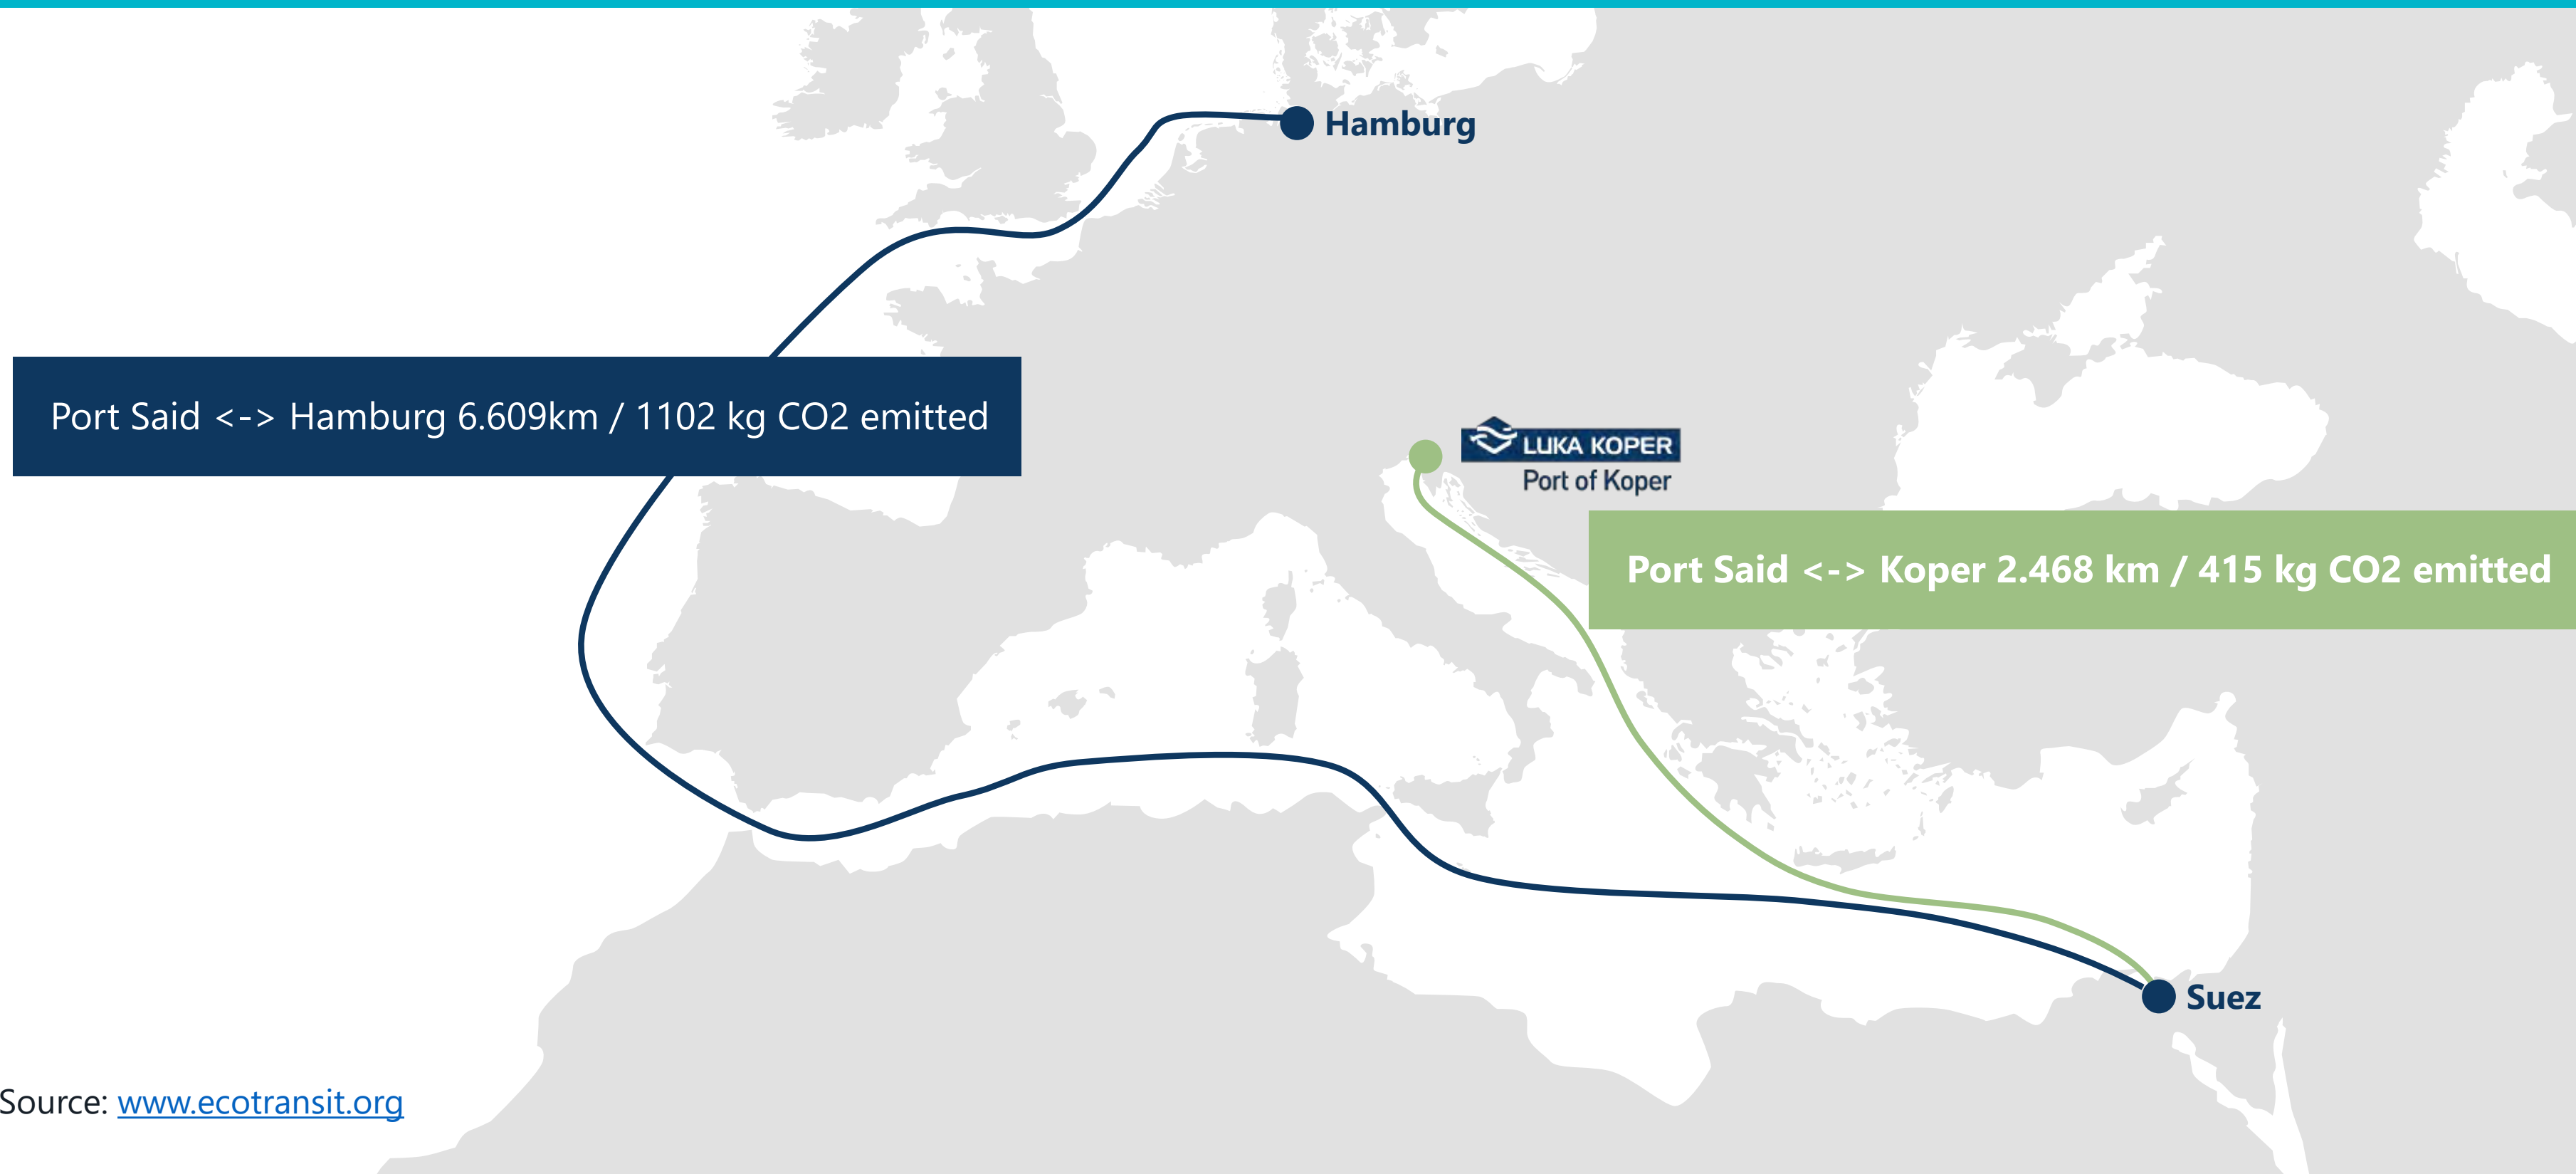 Hamburg
Port Said <-> Hamburg 6.609km / 1102 kg CO2 emitted
LUKA KOPER
Port of Koper
Port Said <-> Koper 2.468 km / 415 kg CO2 emitted
Suez
Source: www.ecotransit.org